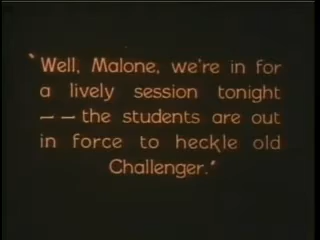 ‘Well, Malone, we're in for
a lively session tonight
—— the students are out
in force to heckle old
Challenger.’